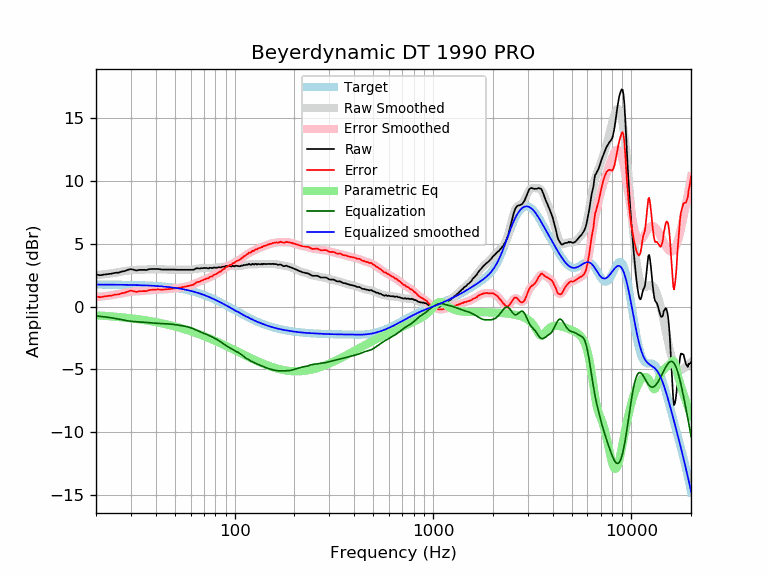 Beyerdynamic DT 1990 PRO
Target
Raw Smoothed
Error Smoothed
Raw
Error
Parametric Eq
Equalization
Equalized smoothed
Amplitude (dBr)
15
10
5
0
−5
−10
−15
100
1000
10000
Frequency (Hz)